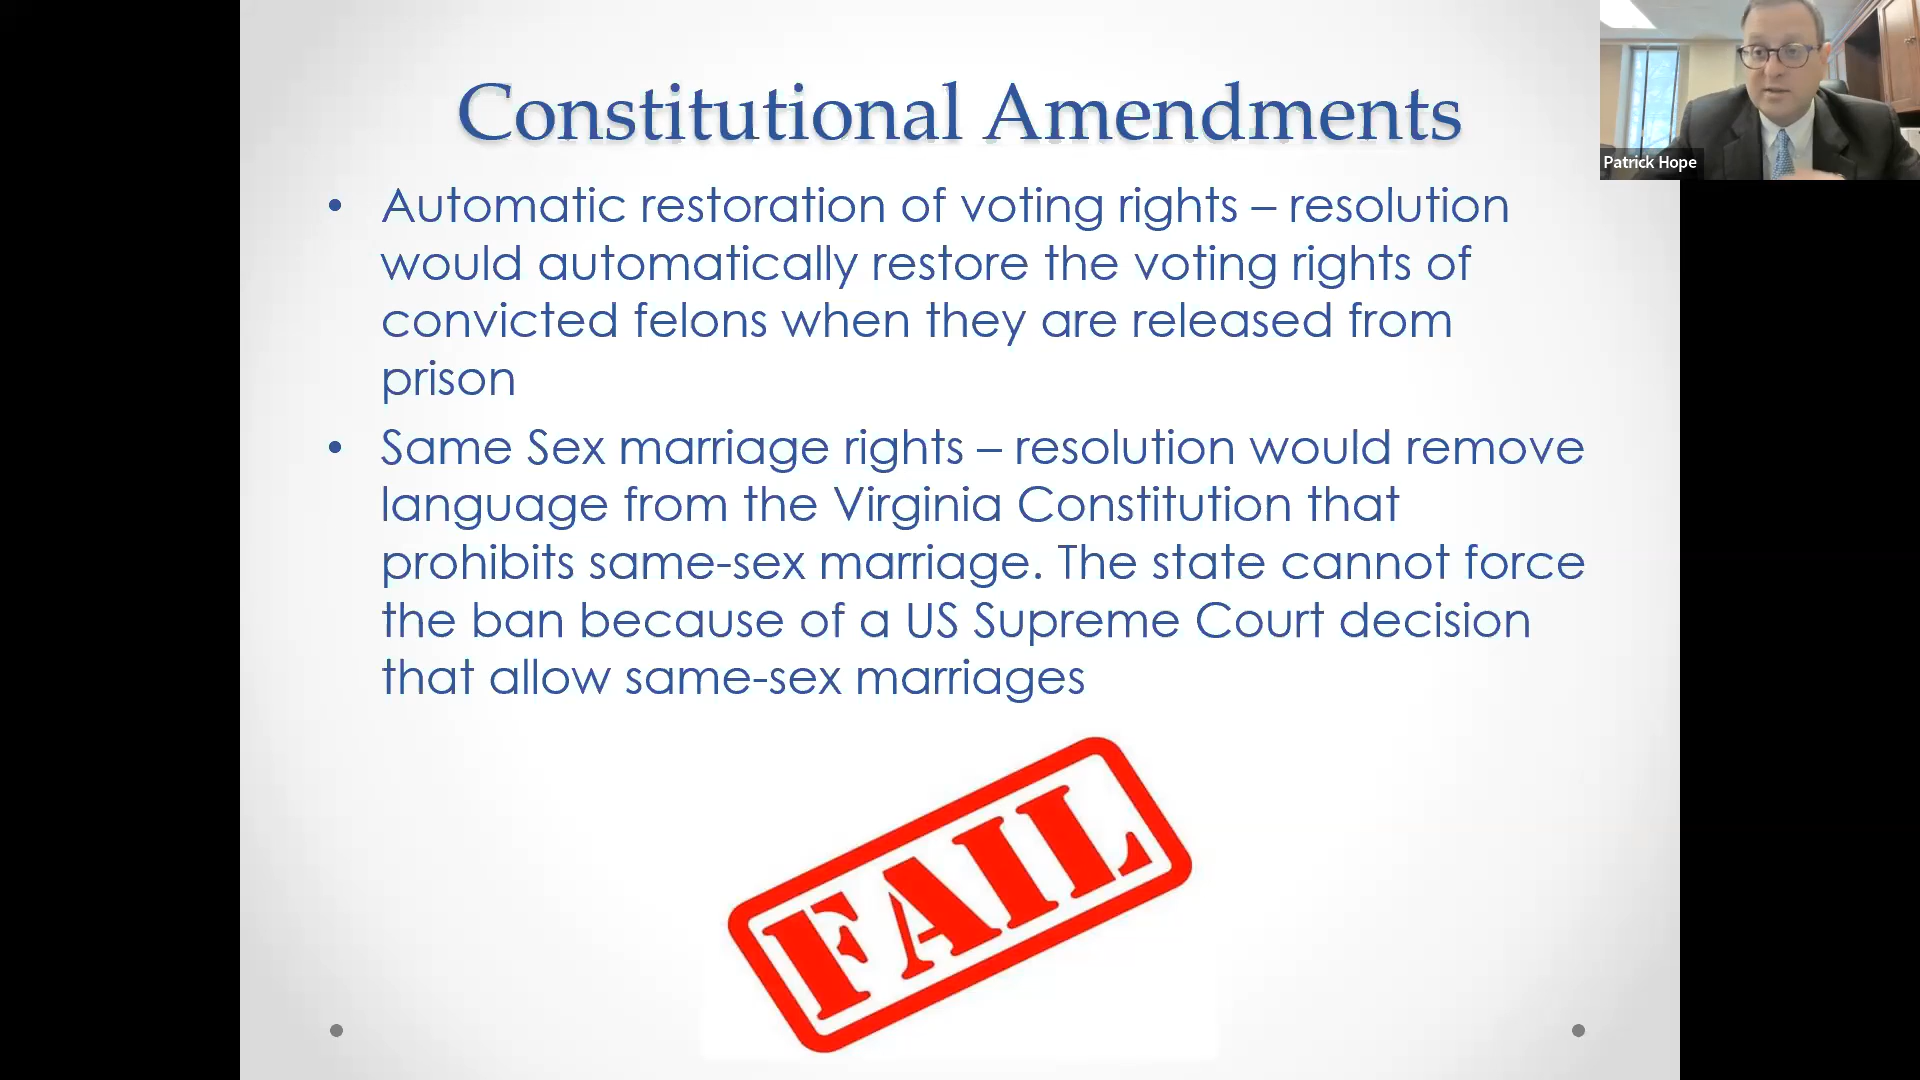 Constitutional Amendments
Patrick Hope
• Automatic restoration of voting rights – resolution
would automatically restore the voting rights of
convicted felons when they are released from
prison
• Same Sex marriage rights – resolution would remove
language from the Virginia Constitution that
prohibits same-sex marriage. The state cannot force
the ban because of a US Supreme Court decision
that allow same-sex marriages
FAIL